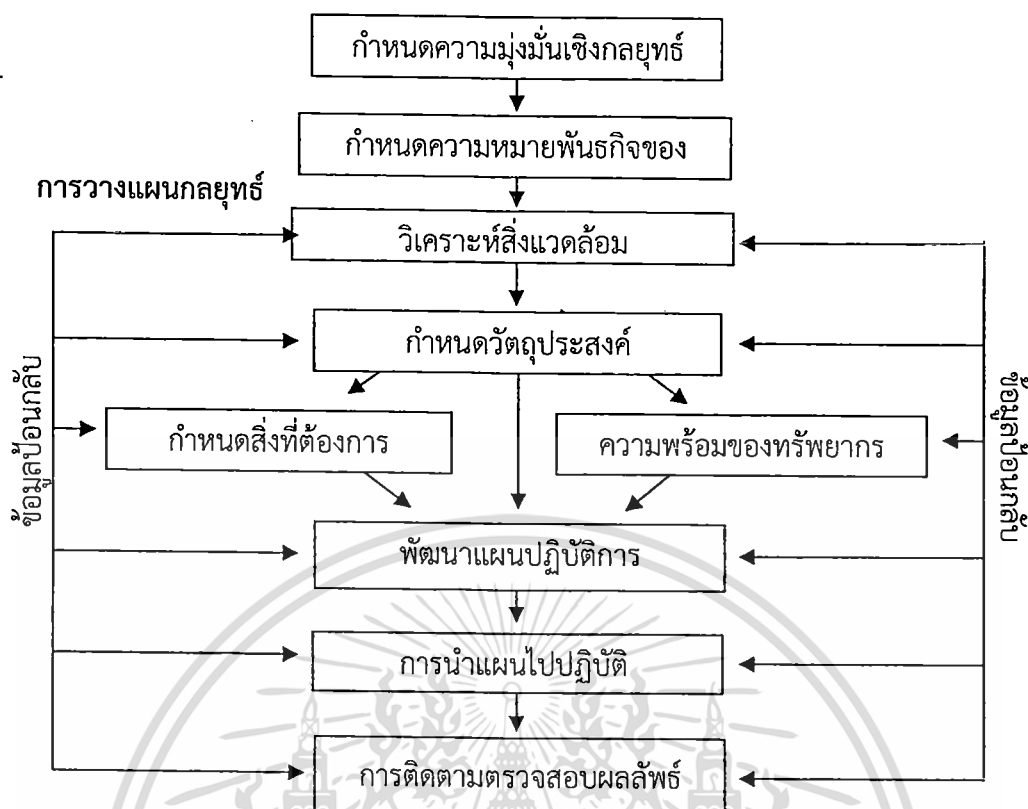 กำหนดความมุ่งมั่นเชิงกลยุทธ์
กำหนดความหมายพันธกิจของ
การวางแผนกลยุทธ์
วิเคราะห์สิ่งแวดล้อม
กำหนดวัตถุประสงค์
ข้อมูลป้อนกลับ
กำหนดสิ่งที่ต้องการ
ความพร้อมของทรัพยากร
ข้อมูลป้อนกลับ
พัฒนาแผนปฏิบัติการ
การนำแผนไปปฏิบัติ
การติดตามตรวจสอบผลลัพธ์